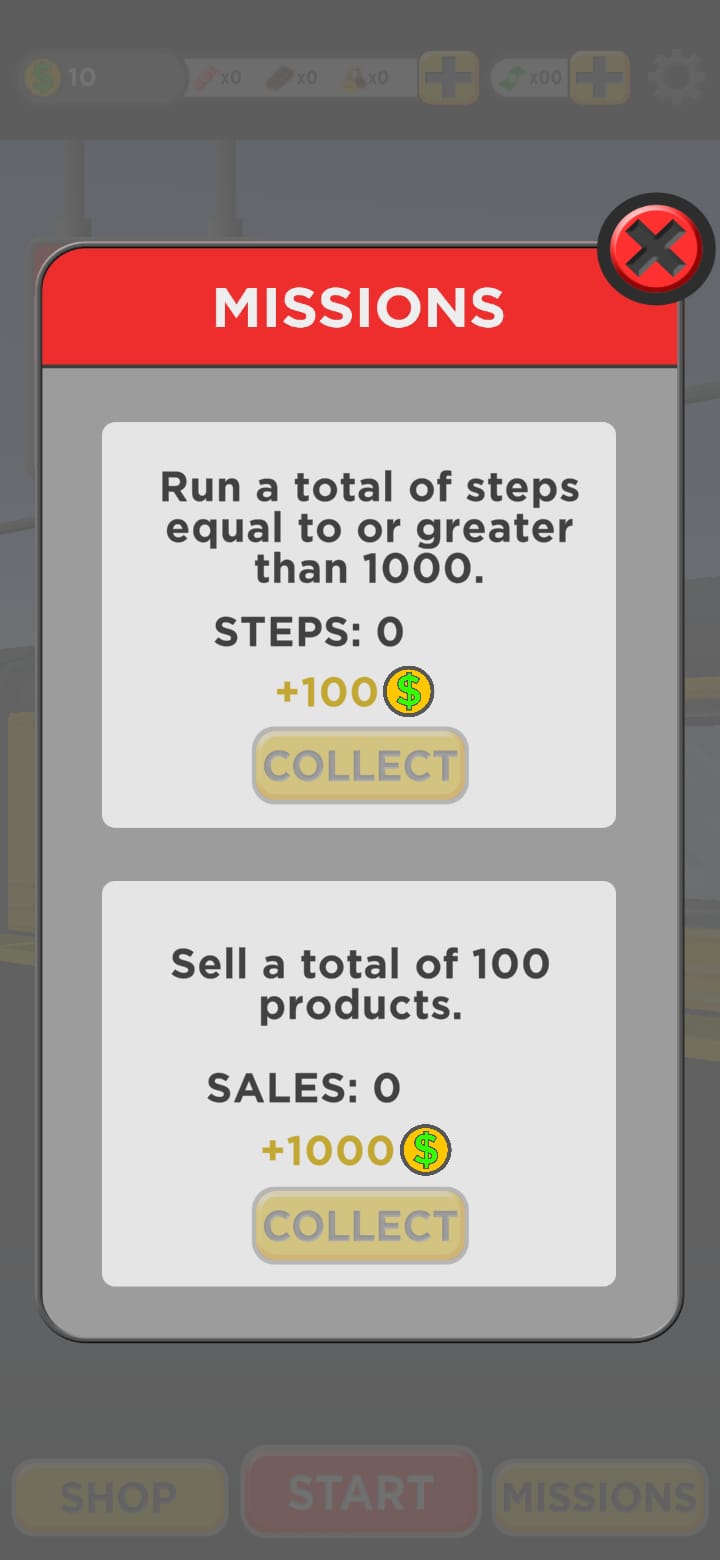 10 x0 x0 x0 x00
MISSIONS
Run a total of steps
equal to or greater
than 1000.
STEPS: 0
+100 $
COLLECT
Sell a total of 100
products.
SALES: 0
+1000 $
COLLECT
SHOP START MISSIONS